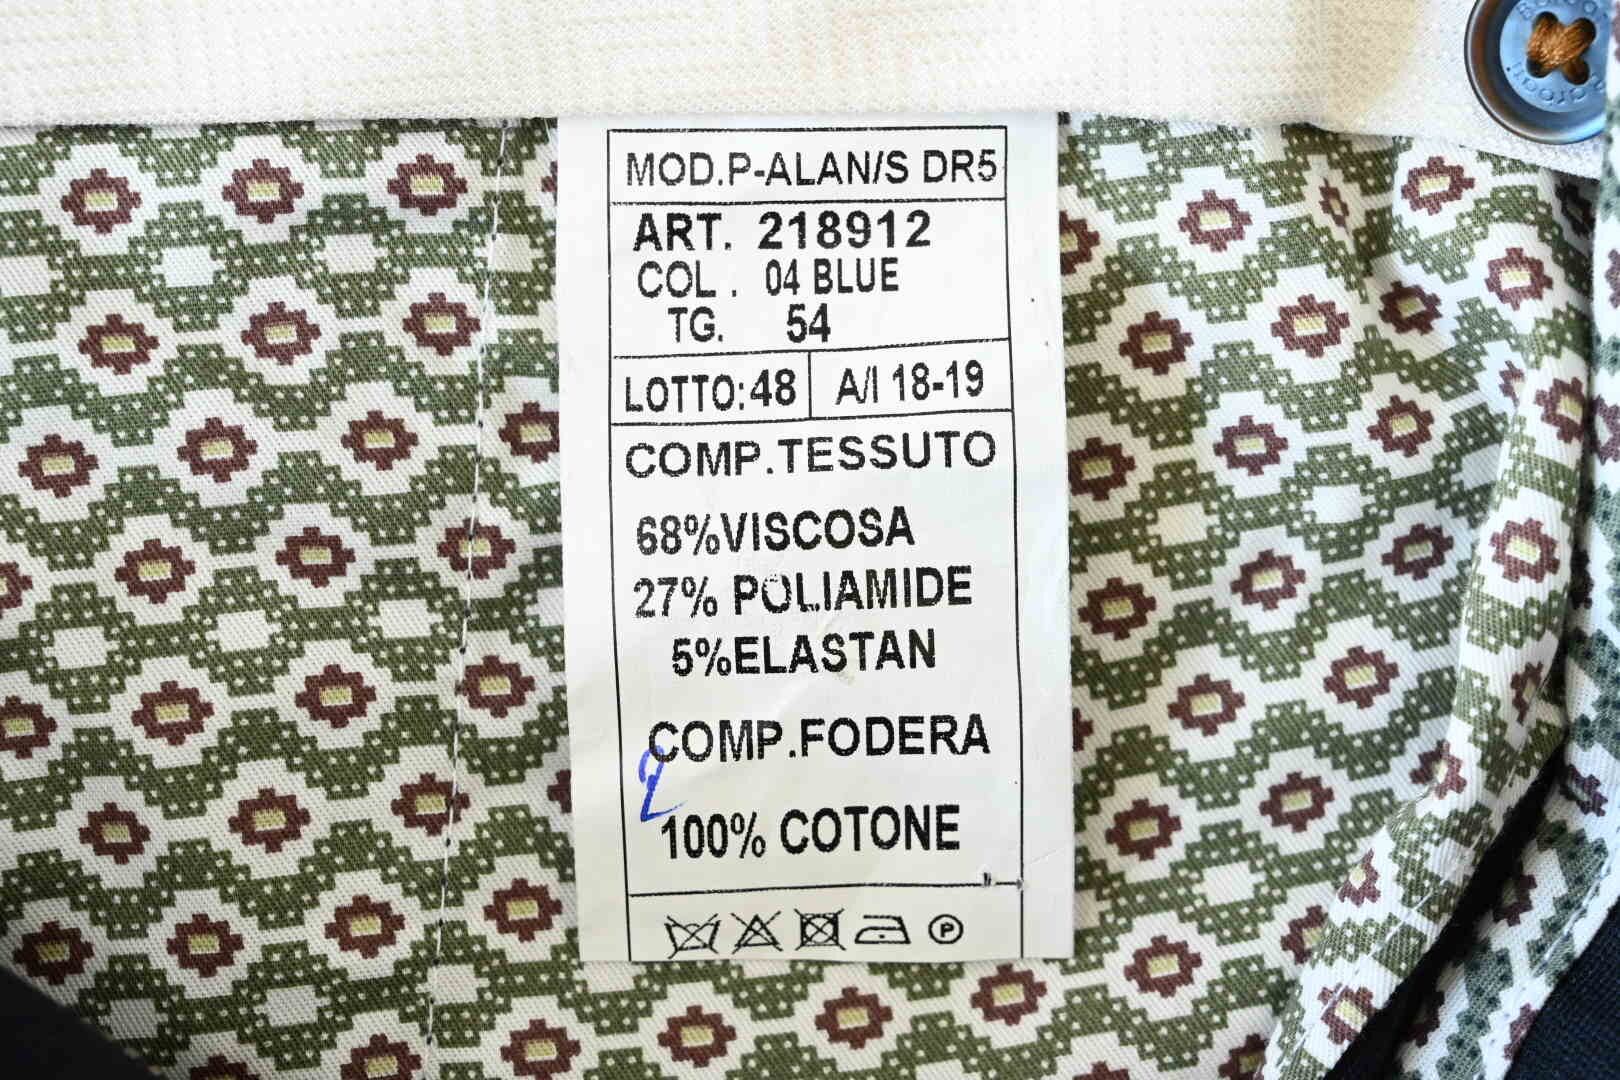 MOD.P-ALAN/S DR5
ART. 218912
COL . 04 BLUE
TG. 54
LOTTO:48 A/I 18-19
COMP.TESSUTO
68%VISCOSA
27% POLIAMIDE
5%ELASTAN
COMP.FODERA
2
100% COTONE
P